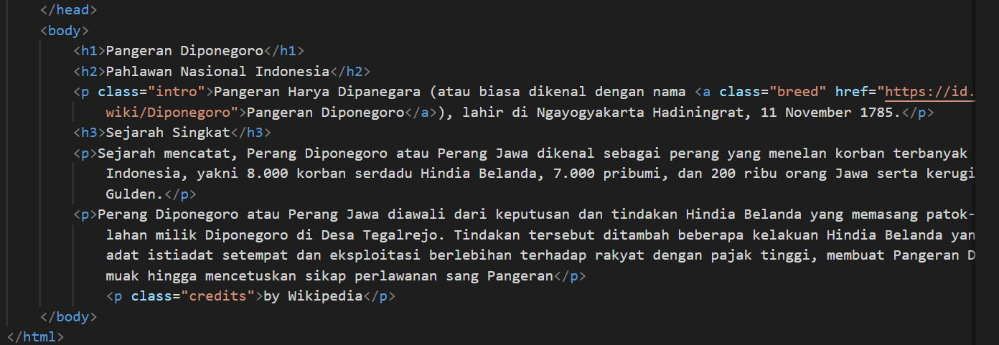 </head>
<body>
<h1>Pangeran Diponegoro</h1>
<h2>Pahlawan Nasional Indonesia</h2>
<p class="intro">Pangeran Harya Dipanegara (atau biasa dikenal dengan nama <a class="breed" href="https://id.
wiki/Diponegoro">Pangeran Diponegoro</a>), lahir di Ngayogyakarta Hadiningrat, 11 November 1785.</p>
<h3>Sejarah Singkat</h3>
<p>Sejarah mencatat, Perang Diponegoro atau Perang Jawa dikenal sebagai perang yang menelan korban terbanyak
Indonesia, yakni 8.000 korban serdadu Hindia Belanda, 7.000 pribumi, dan 200 ribu orang Jawa serta kerugi
Gulden.</p>
<p>Perang Diponegoro atau Perang Jawa diawali dari keputusan dan tindakan Hindia Belanda yang memasang patok-
lahan milik Diponegoro di Desa Tegalrejo. Tindakan tersebut ditambah beberapa kelakuan Hindia Belanda yan
adat istiadat setempat dan eksploitasi berlebihan terhadap rakyat dengan pajak tinggi, membuat Pangeran D
muak hingga mencetuskan sikap perlawanan sang Pangeran</p>
<p class="credits">by Wikipedia</p>
</body>
</html>